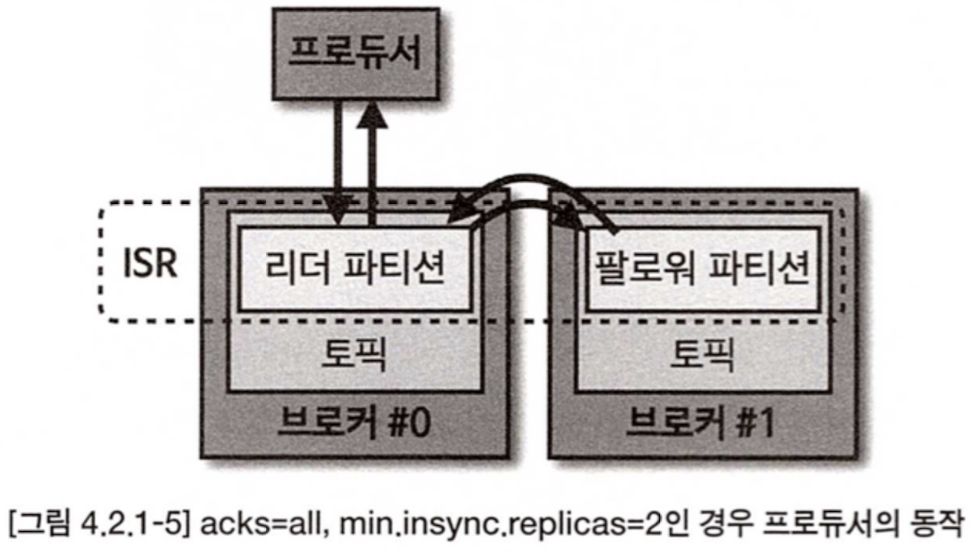 프로듀서
ISR
리더 파티션
팔로워 파티션
토픽
토픽
브로커 #0
브로커 #1
[그림 4.2.1-5] acks=all, min.insync.replicas=2인 경우 프로듀서의 동작